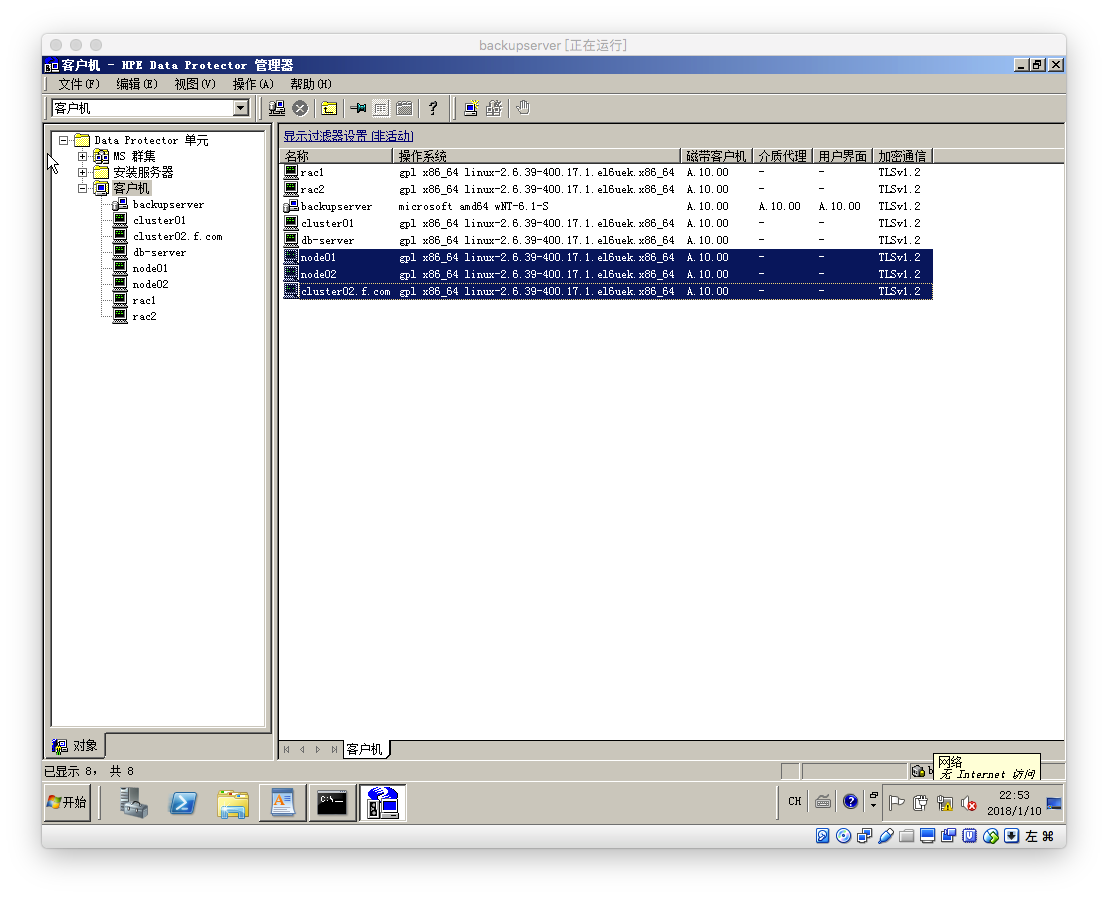 backupserver [正在运行]
客户机 - HPE Data Protector 管理器
文件(F) 编辑(E) 视图(V) 操作(A) 帮助(H)
客户机
显示过滤器设置 [非活动]
Data Protector 单元
MS 群集
安装服务器
客户机
backupserver
cluster01
cluster02.f.com
db-server
node01
node02
rac1
rac2
名称 操作系统 磁带客户机 介质代理 用户界面 加密通信
rac1 gpl x86_64 linux-2.6.39-400.17.1.el6uek.x86_64 A.10.00 - - TLSv1.2
rac2 gpl x86_64 linux-2.6.39-400.17.1.el6uek.x86_64 A.10.00 - - TLSv1.2
backupserver microsoft amd64 wNT-6.1-S A.10.00 A.10.00 A.10.00 TLSv1.2
cluster01 gpl x86_64 linux-2.6.39-400.17.1.el6uek.x86_64 A.10.00 - - TLSv1.2
db-server gpl x86_64 linux-2.6.39-400.17.1.el6uek.x86_64 A.10.00 - - TLSv1.2
node01 gpl x86_64 linux-2.6.39-400.17.1.el6uek.x86_64 A.10.00 - - TLSv1.2
node02 gpl x86_64 linux-2.6.39-400.17.1.el6uek.x86_64 A.10.00 - - TLSv1.2
cluster02.f.com gpl x86_64 linux-2.6.39-400.17.1.el6uek.x86_64 A.10.00 - - TLSv1.2
对象
客户机
已显示 8， 共 8
网络
无 Internet 访问
开始
CH
22:53
2018/1/10
左 ⌘